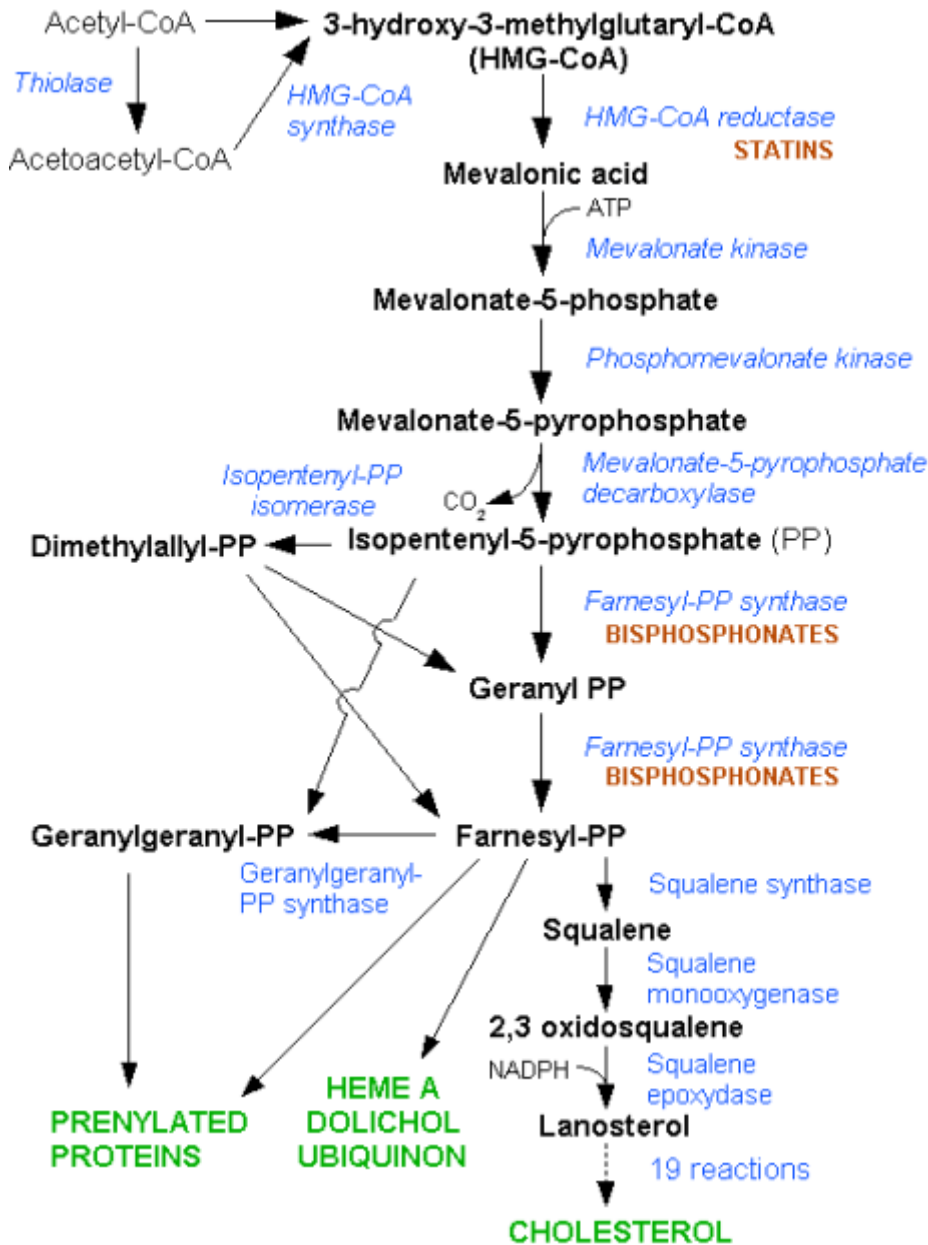 Acetyl-CoA
3-hydroxy-3-methylglutaryl-CoA
(HMG-CoA)
Thiolase
HMG-CoA
synthase
HMG-CoA reductase
STATINS
Acetoacetyl-CoA
Mevalonic acid
ATP
Mevalonate kinase
Mevalonate-5-phosphate
Phosphomevalonate kinase
Mevalonate-5-pyrophosphate
Isopentenyl-PP
isomerase
CO2
Mevalonate-5-pyrophosphate
decarboxylase
Dimethylallyl-PP
Isopentenyl-5-pyrophosphate (PP)
Farnesyl-PP synthase
BISPHOSPHONATES
Geranyl PP
Farnesyl-PP synthase
BISPHOSPHONATES
Geranylgeranyl-PP
Farnesyl-PP
Geranylgeranyl-
PP synthase
Squalene synthase
Squalene
Squalene
monooxygenase
2,3 oxidosqualene
NADPH
Squalene
epoxydase
Lanosterol
PRENYLATED
PROTEINS
HEME A
DOLICHOL
UBIQUINON
19 reactions
CHOLESTEROL